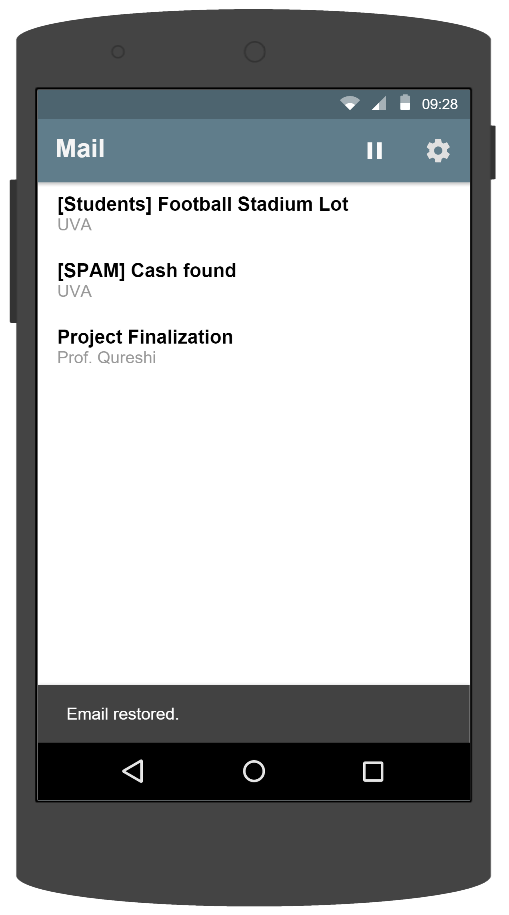 09:28
Mail
[Students] Football Stadium Lot
UVA
[SPAM] Cash found
UVA
Project Finalization
Prof. Qureshi
Email restored.